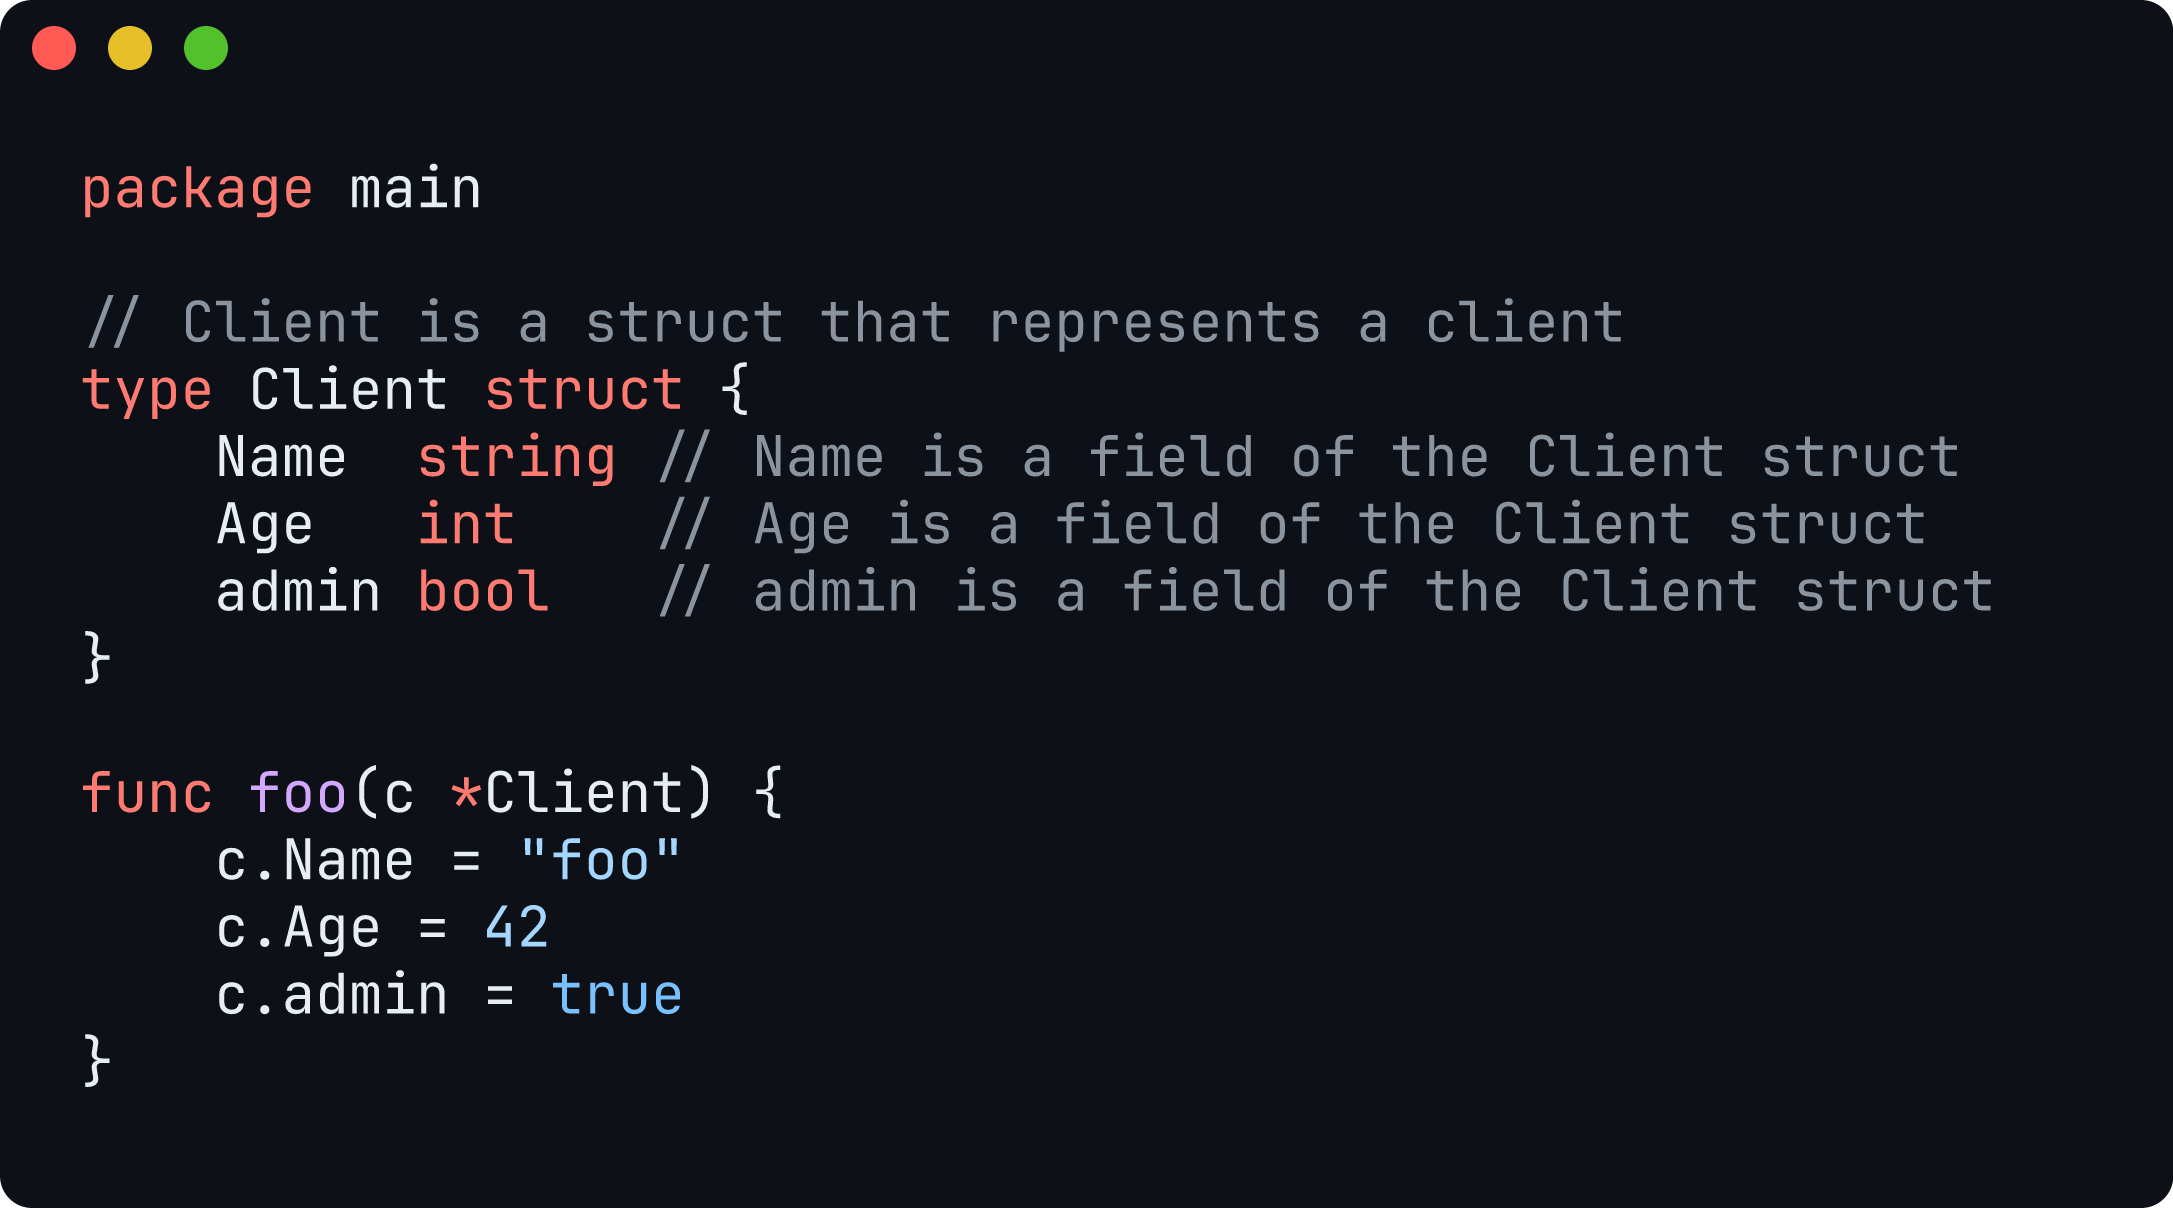 package main

// Client is a struct that represents a client
type Client struct {
    Name  string // Name is a field of the Client struct
    Age   int    // Age is a field of the Client struct
    admin bool   // admin is a field of the Client struct
}

func foo(c *Client) {
    c.Name = "foo"
    c.Age = 42
    c.admin = true
}